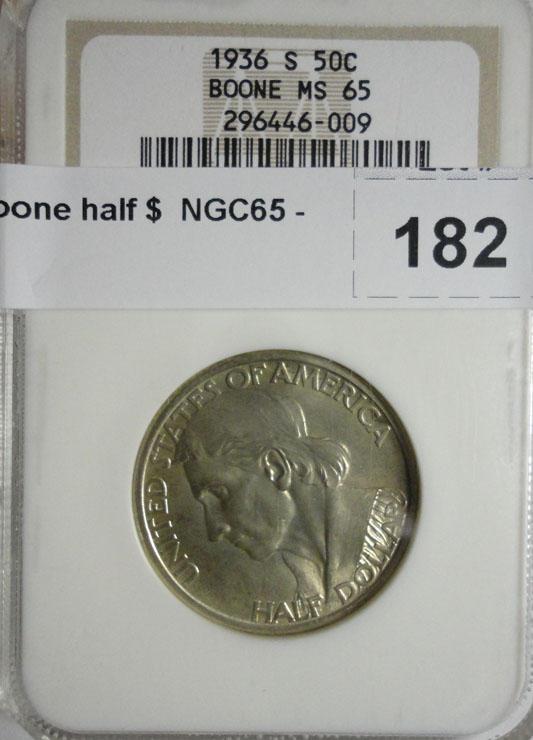 1936 S 50C
BOONE MS 65
296446-009
oone half $ NGC65 -
182
UNITED STATES OF AMERICA
HALF DOLLAR